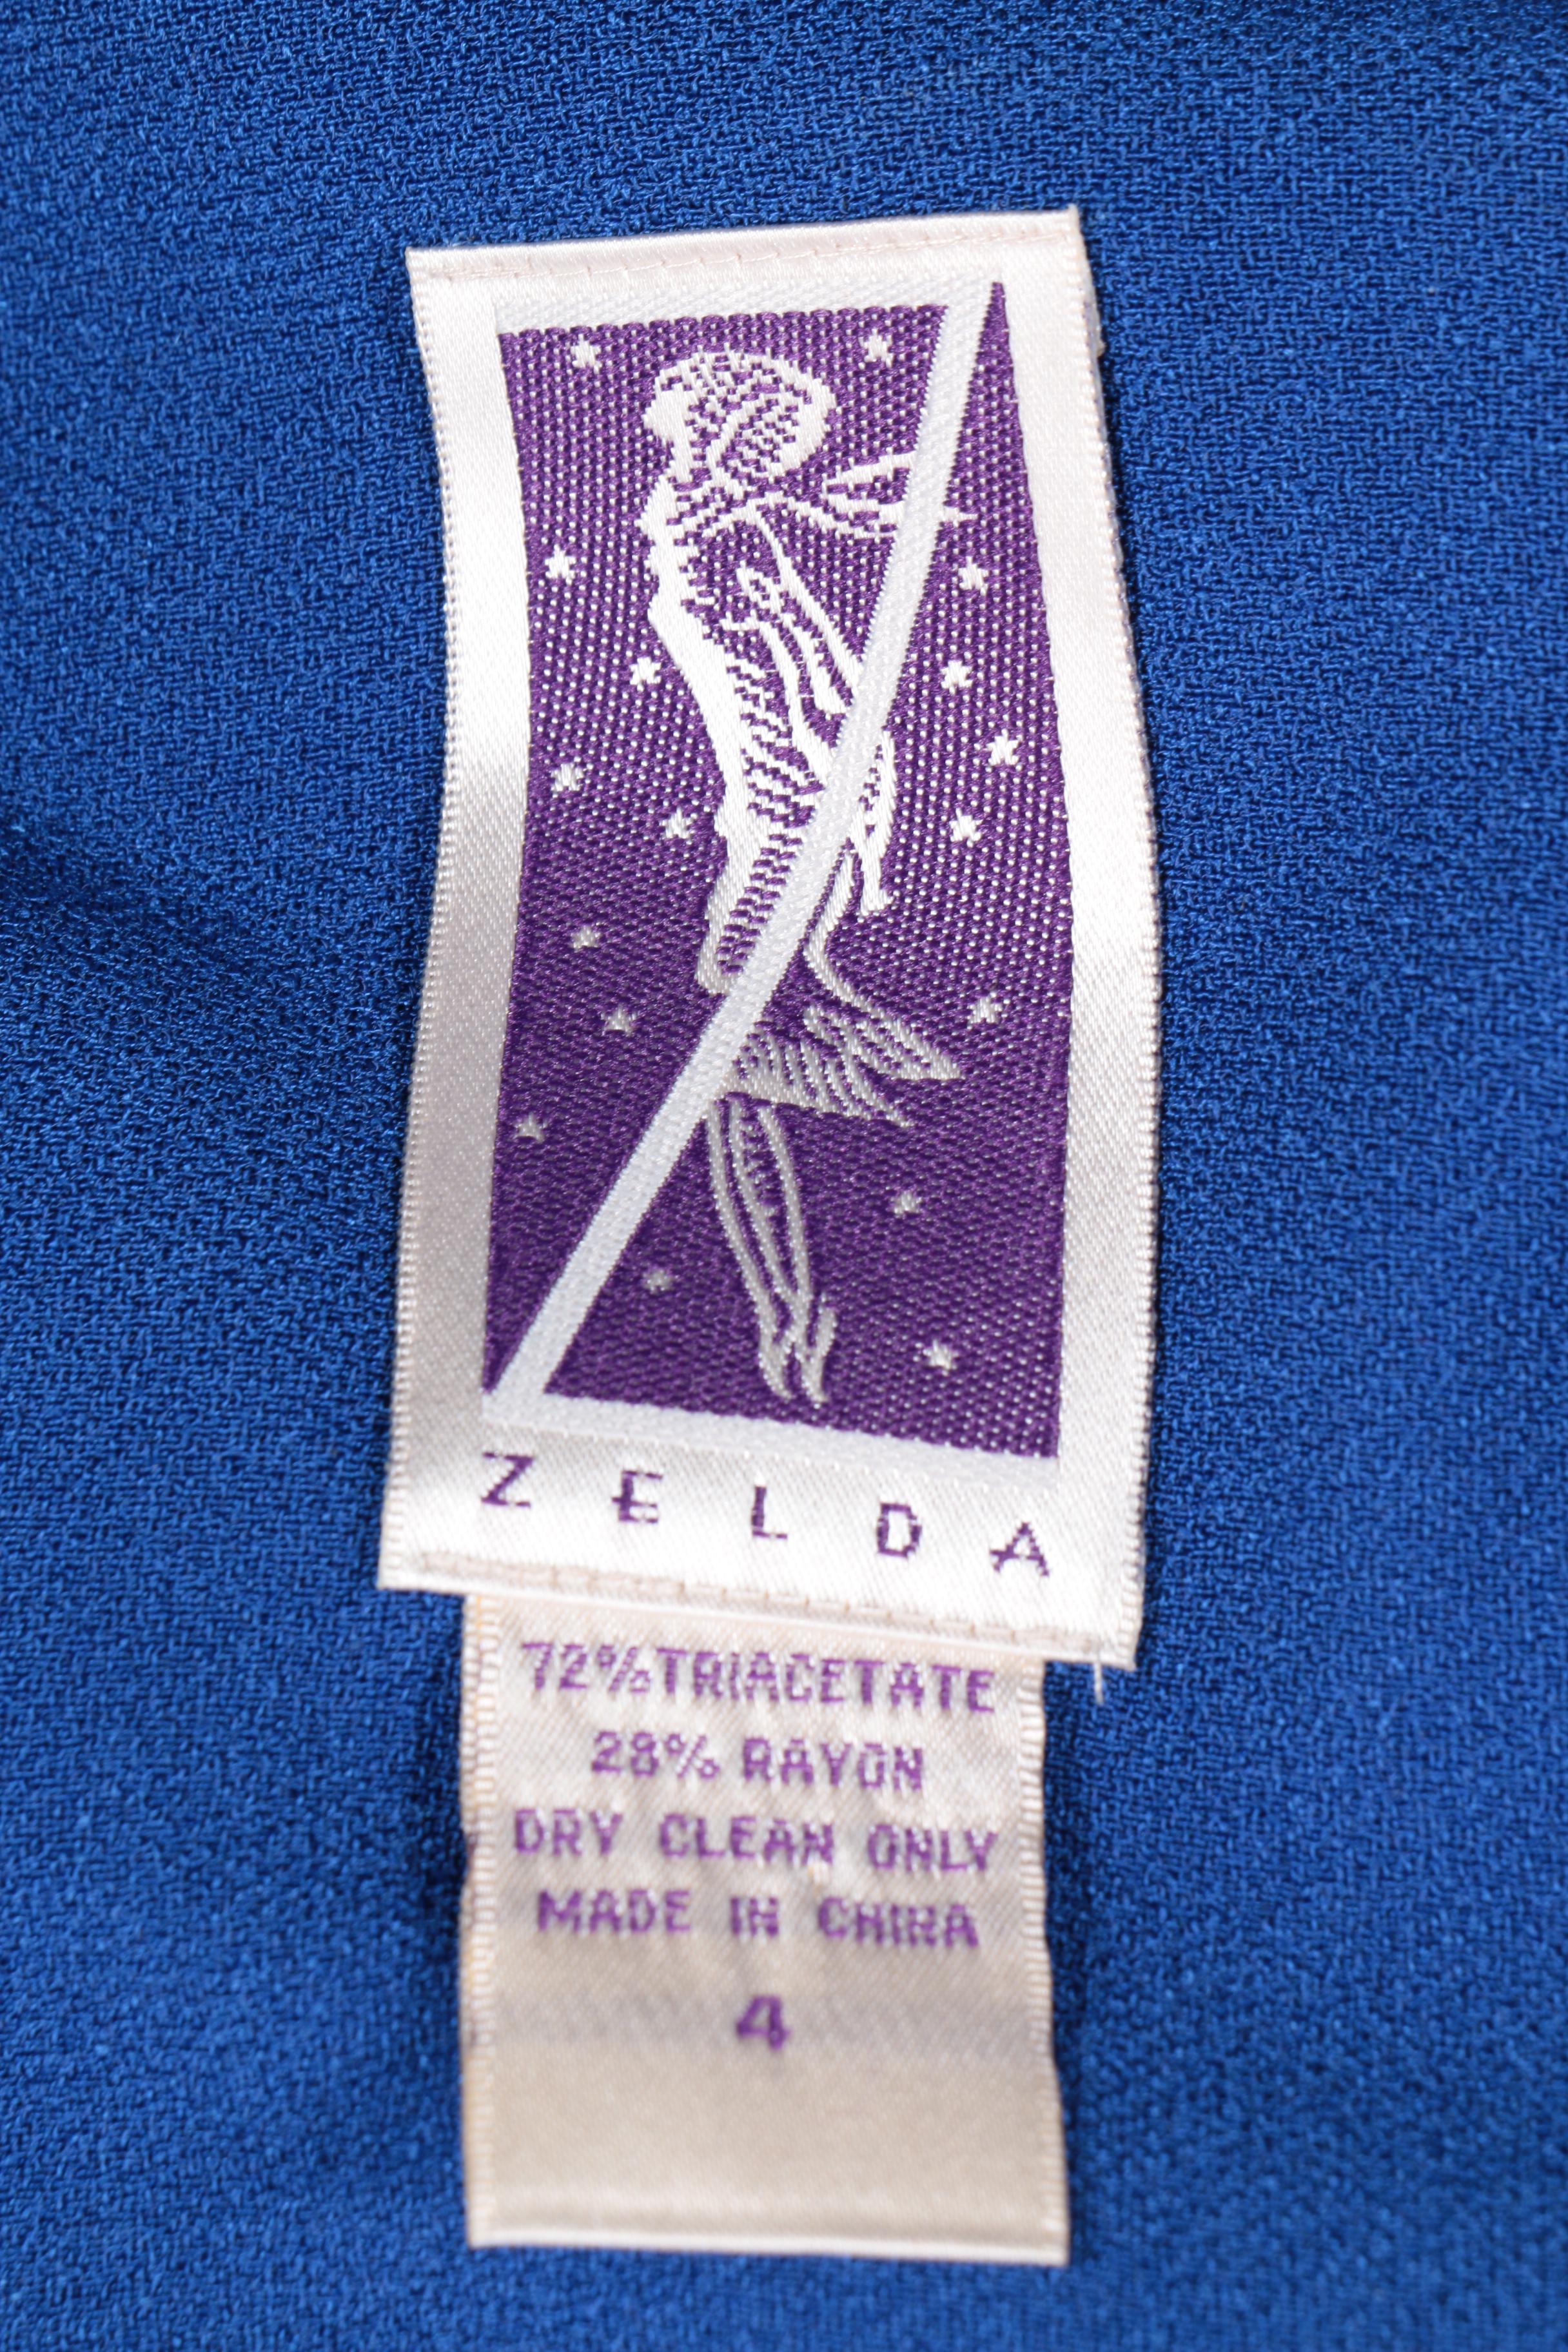 ZELDA
72% TRIACETATE
28% RAYON
DRY CLEAN ONLY
MADE IN CHINA
4